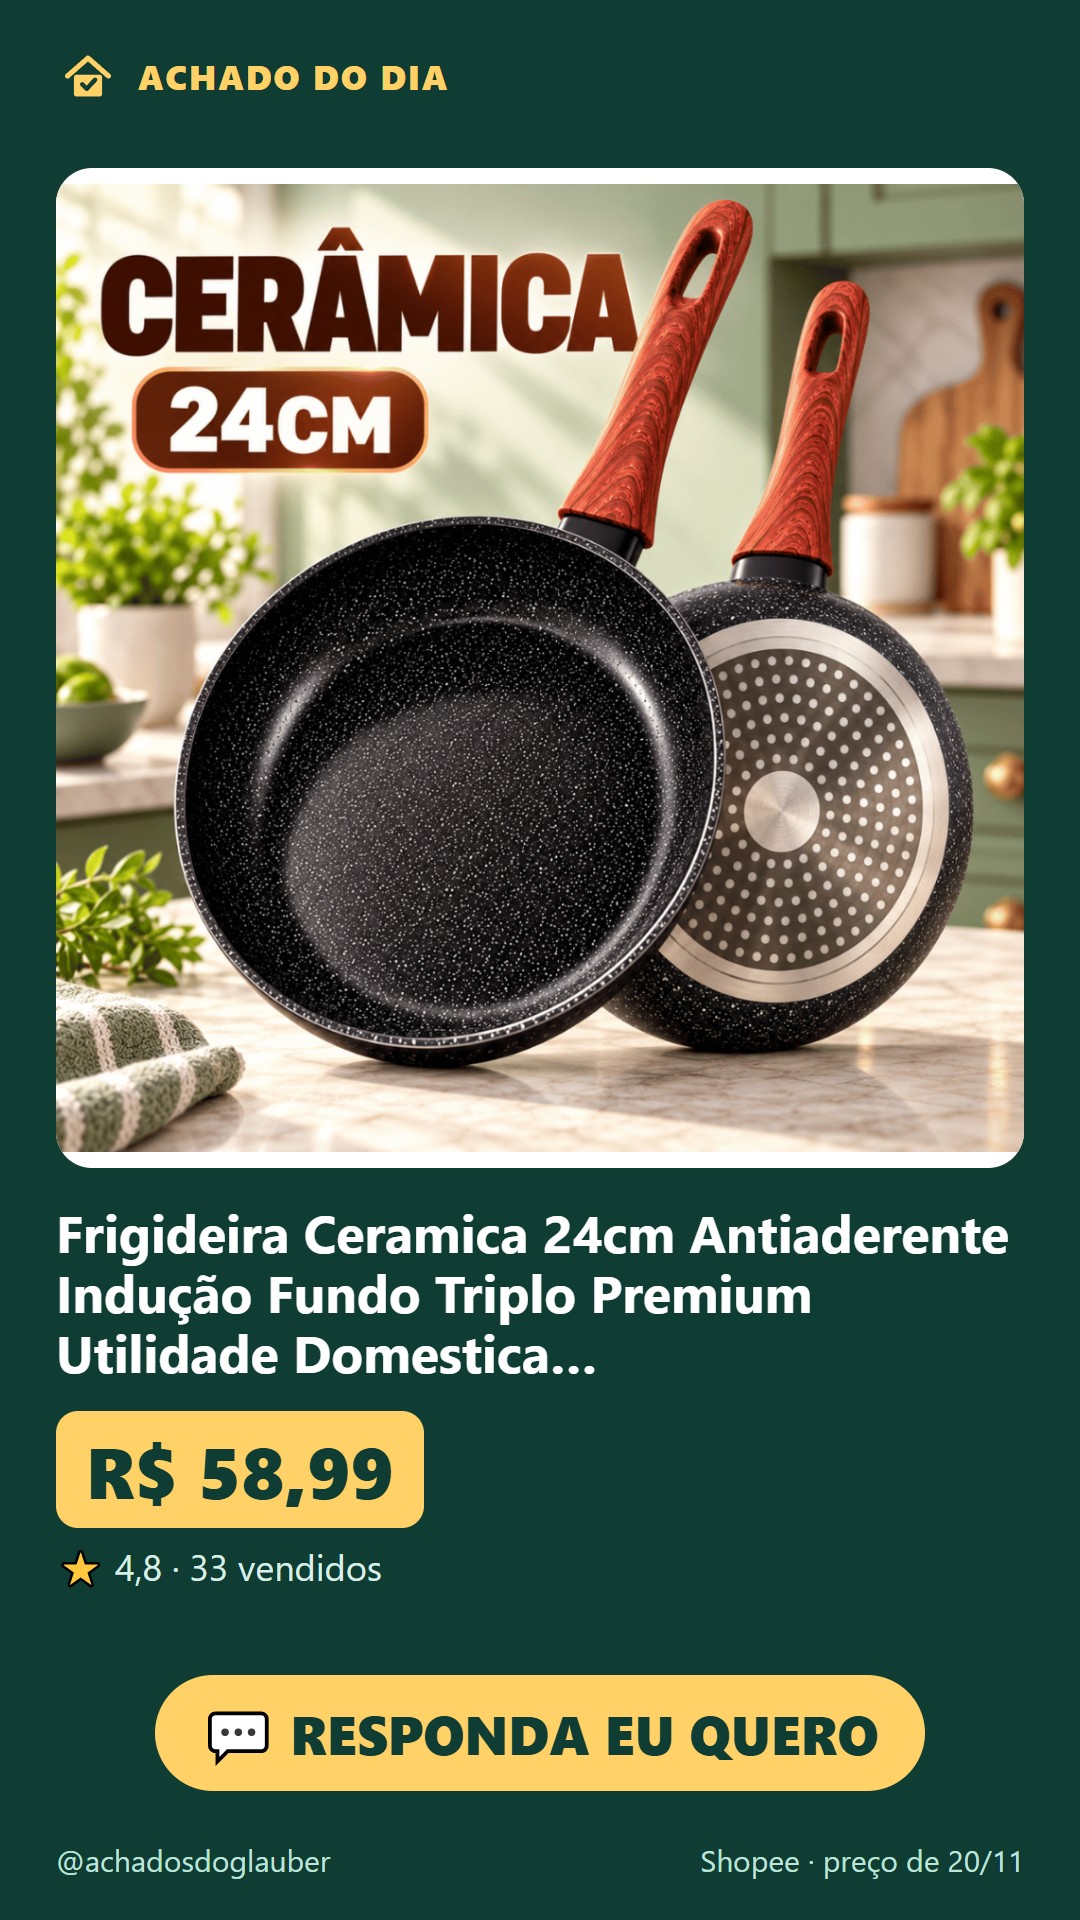 ACHADO DO DIA
CERÂMICA
24CM
Frigideira Ceramica 24cm Antiaderente
Indução Fundo Triplo Premium
Utilidade Domestica...
R$ 58,99
4,8 · 33 vendidos
RESPONDA EU QUERO
@achadosdoglauber
Shopee · preço de 20/11